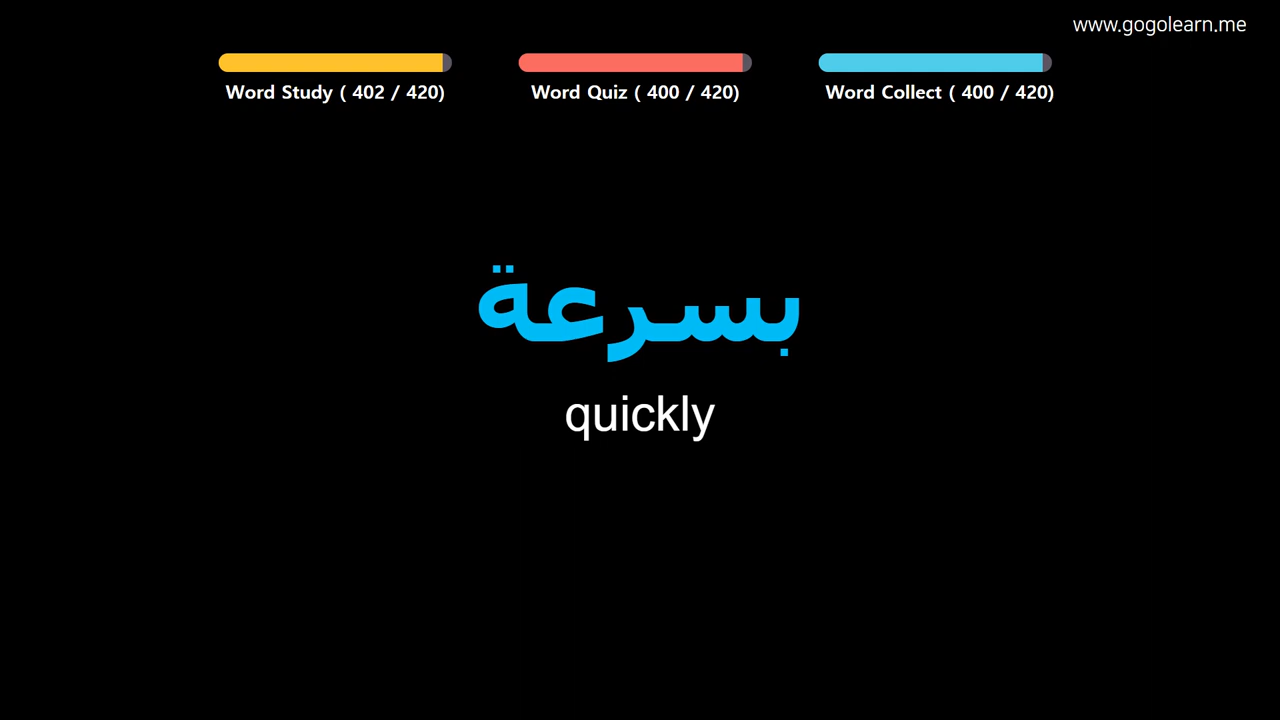 www.gogolearn.me
Word Study ( 402 / 420)
Word Quiz ( 400 / 420)
Word Collect ( 400 / 420)
بسرعة
quickly